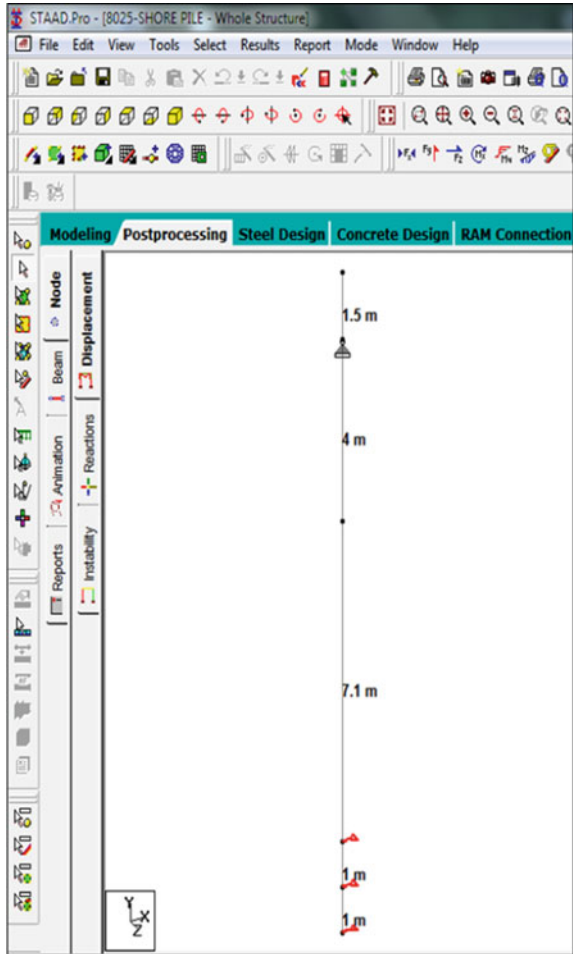 STAAD.Pro - [8025-SHORE PILE - Whole Structure]
File Edit View Tools Select Results Report Mode Window Help
Modeling Postprocessing Steel Design Concrete Design RAM Connection
Node
Beam
Animation
Reports
Displacement
Reactions
Instability
1.5 m
4 m
7.1 m
1 m
1 m
Y
X
Z